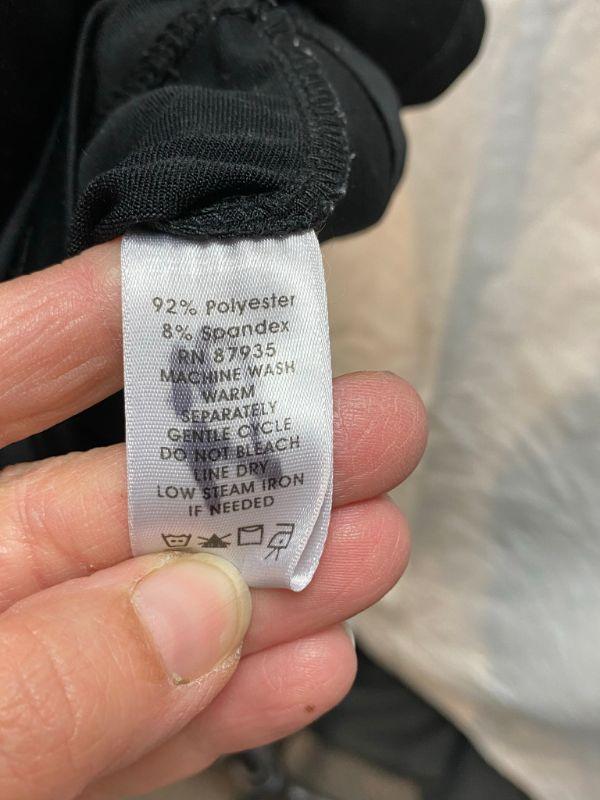 92% Polyester
8% Spandex
RN 87935
MACHINE WASH
WARM
SEPARATELY
GENTLE CYCLE
DO NOT BLEACH
LINE DRY
LOW STEAM IRON
IF NEEDED